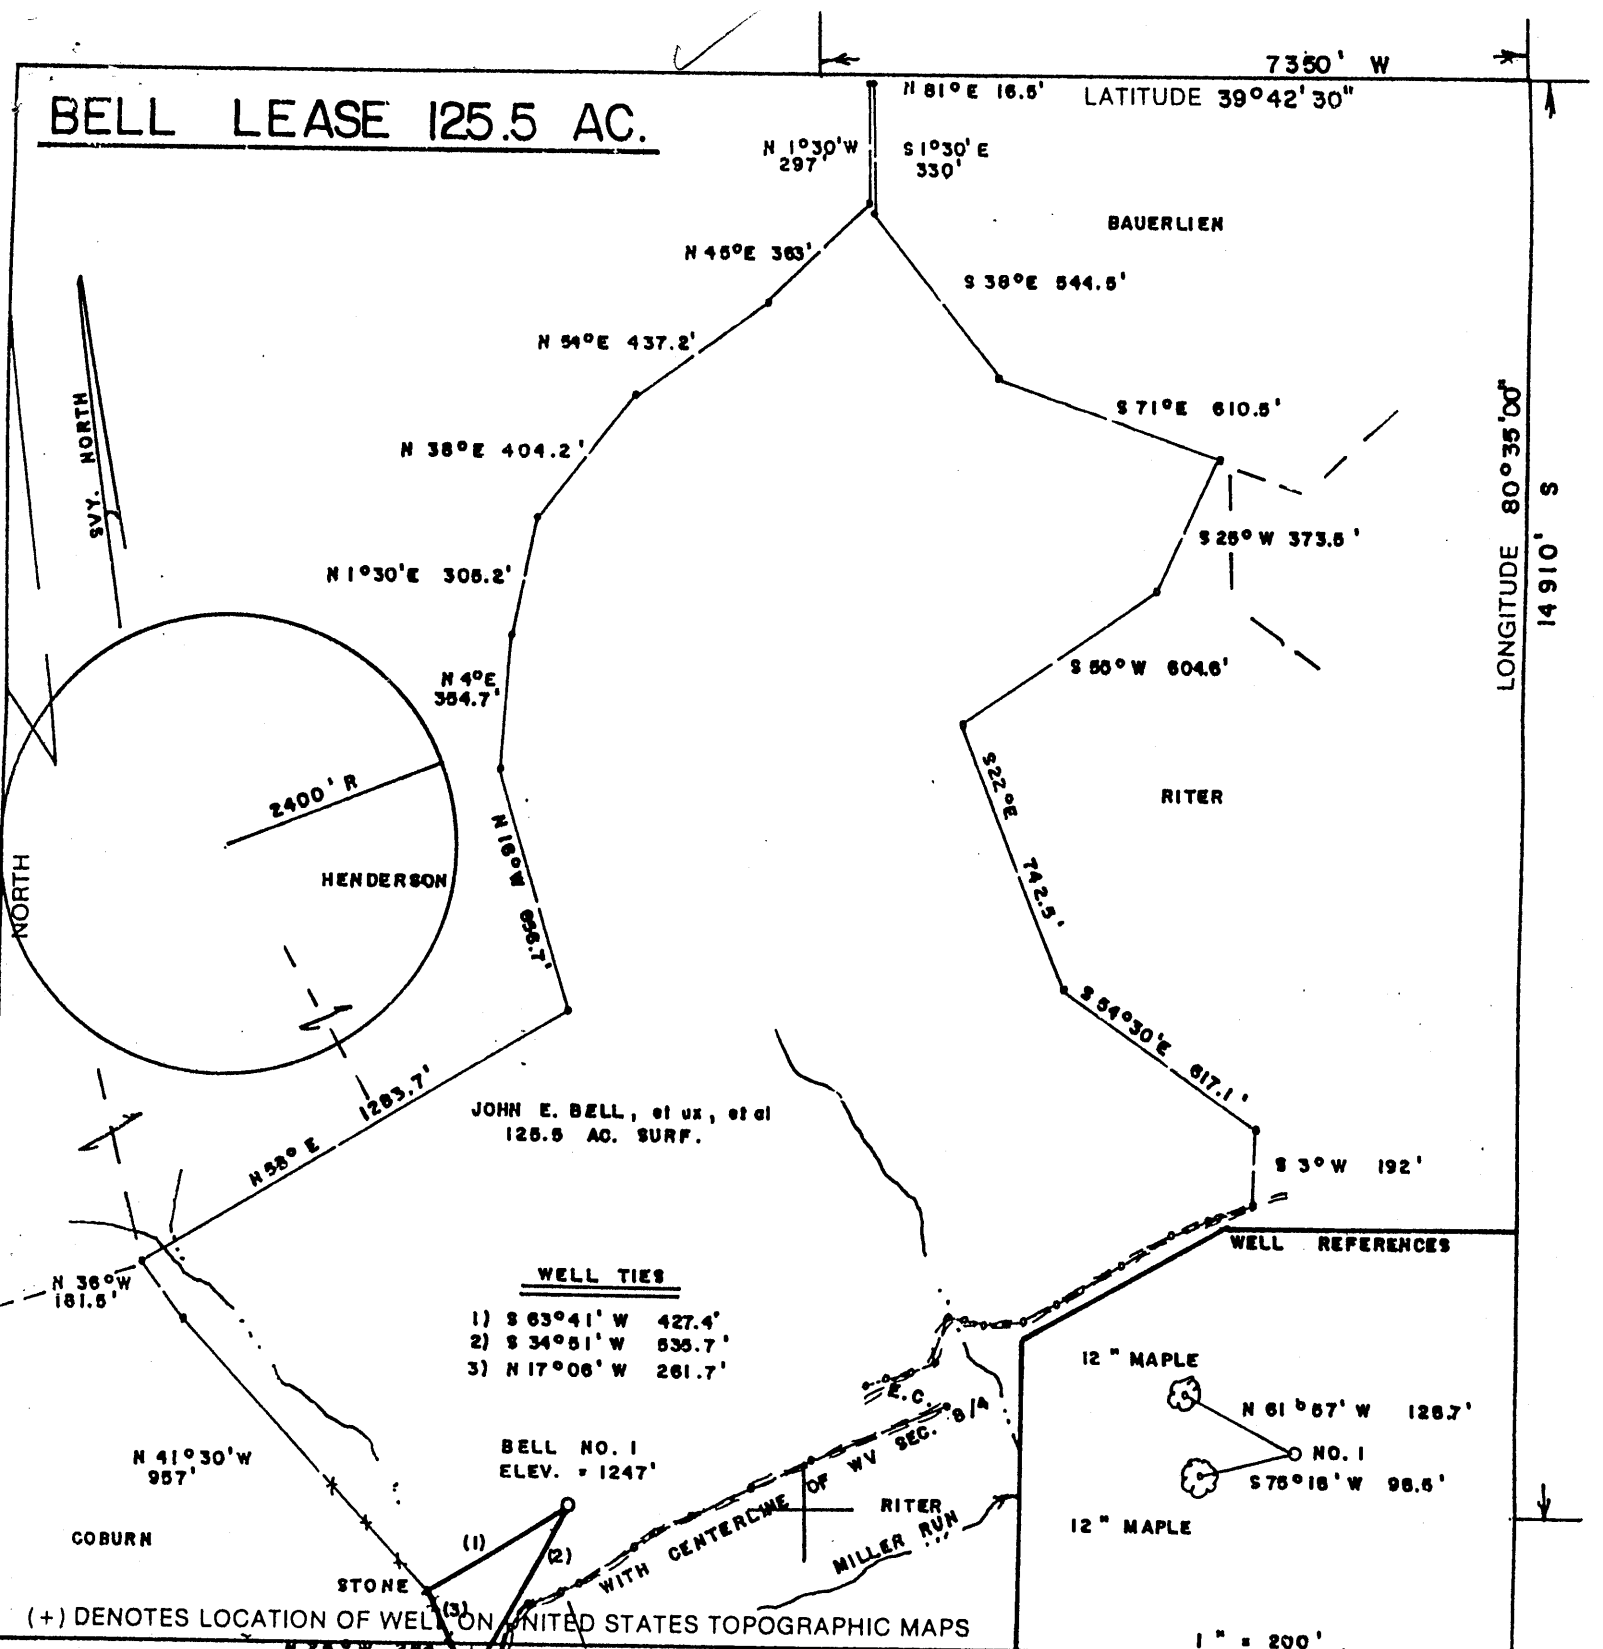 7350' W
BELL LEASE 125.5 AC.
N 81°E 16.5'
LATITUDE 39°42'30"
N 1°30'W
297'
S 1°30'E
330'
BAUERLIEN
N 45°E 363'
S 38°E 544.5'
N 54°E 437.2'
S 71°E 610.5'
SVY. NORTH
N 38°E 404.2'
LONGITUDE 80°35'00"
14910' S
S 25°W 373.5'
N 1°30'E 305.2'
S 55°W 604.6'
N 4°E
354.7'
2400' R
S 22°E 742.5'
RITER
N 16°W
HENDERSON
NORTH
S 54°30'E 617.1'
N 58°E 1283.7'
JOHN E. BELL, et ux, et al
125.5 AC. SURF.
S 3°W 192'
WELL REFERENCES
N 36°W
181.5'
WELL TIES
1) S 63°41' W 427.4'
2) S 34°51' W 535.7'
3) N 17°06' W 261.7'
12" MAPLE
E.C.
N 61°57' W 128.7'
NO. 1
S 75°16' W 98.5'
12" MAPLE
WITH CENTERLINE OF WV SEC. 8/4
BELL NO. 1
ELEV. = 1247'
N 41°30'W
957'
RITER
MILLER RUN
COBURN
(1)
(2)
STONE
(3)
(+) DENOTES LOCATION OF WELL ON UNITED STATES TOPOGRAPHIC MAPS
1" = 200'